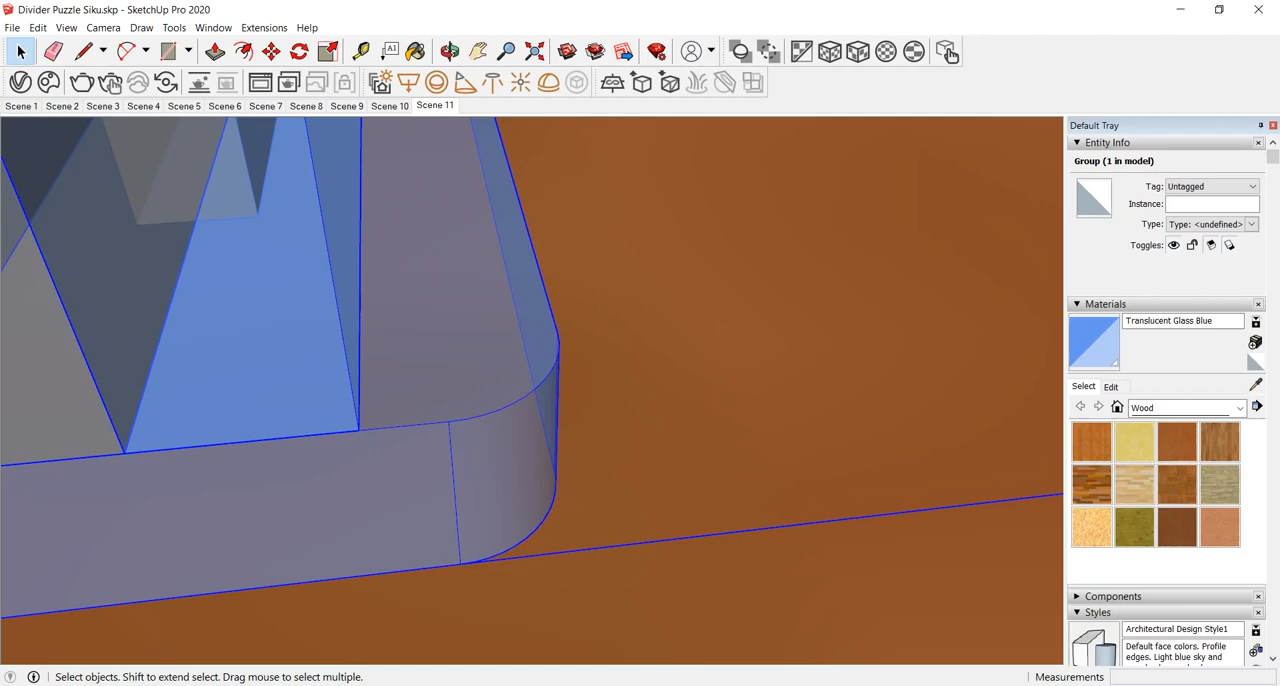 Divider Puzzle Siku.skp - SketchUp Pro 2020
File Edit View Camera Draw Tools Window Extensions Help
Scene 1 Scene 2 Scene 3 Scene 4 Scene 5 Scene 6 Scene 7 Scene 8 Scene 9 Scene 10 Scene 11
Default Tray
Entity Info
Group (1 in model)
Tag: Untagged
Instance:
Type: Type: <undefined>
Toggles:
Materials
Translucent Glass Blue
Select Edit
Wood
Components
Styles
Architectural Design Style1
Default face colors. Profile
edges. Light blue sky and
Select objects. Shift to extend select. Drag mouse to select multiple.
Measurements